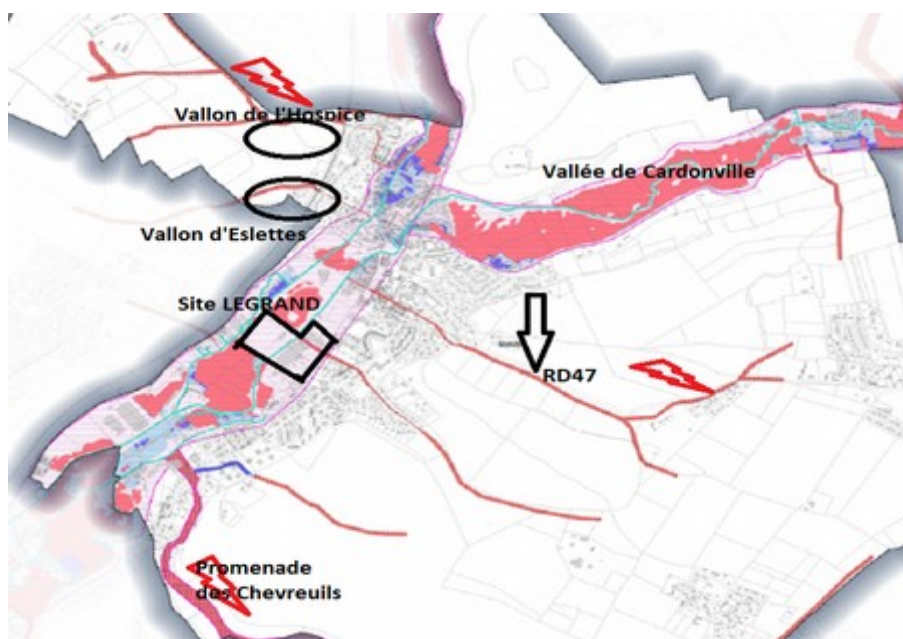 Vallon de l'Hospice
Vallée de Cardonville
Vallon d'Eslettes
Site LEGRAND
RD47
Promenade
des Chevreuils